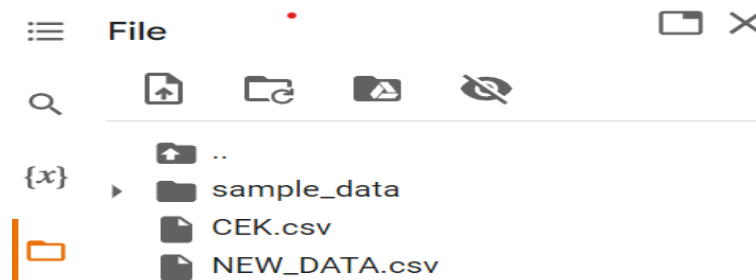 File
{x}
..
sample_data
CEK.csv
NEW_DATA.csv